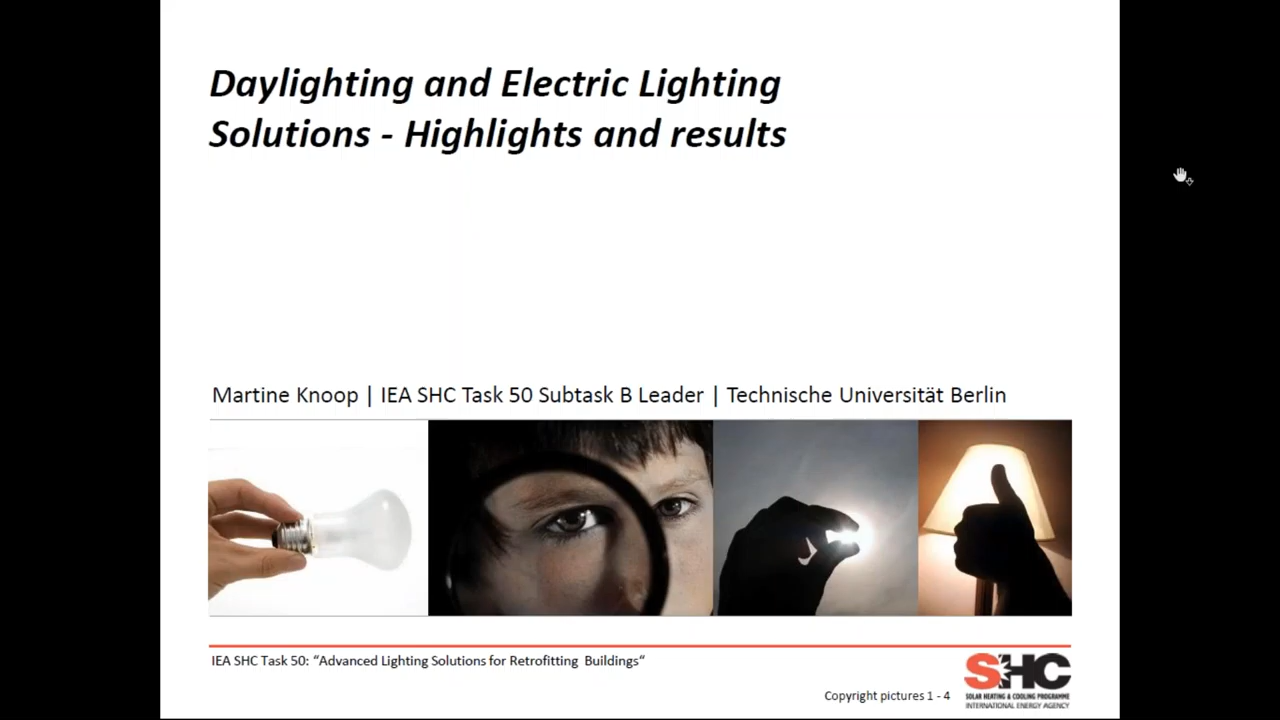 Daylighting and Electric Lighting
Solutions - Highlights and results
Martine Knoop | IEA SHC Task 50 Subtask B Leader | Technische Universität Berlin
IEA SHC Task 50: “Advanced Lighting Solutions for Retrofitting Buildings“
Copyright pictures 1 - 4
SHC
SOLAR HEATING & COOLING PROGRAMME
INTERNATIONAL ENERGY AGENCY